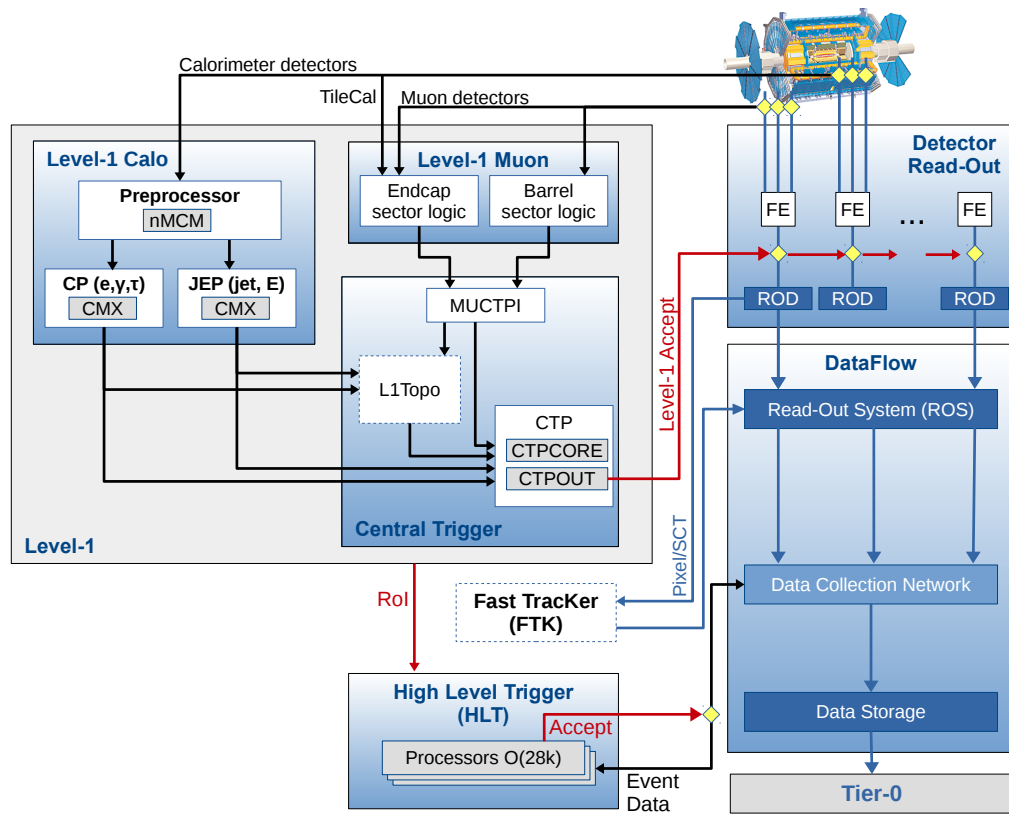 Calorimeter detectors
TileCal
Muon detectors
Level-1 Calo
Preprocessor
nMCM
CP (e,γ,τ)
CMX
JEP (jet, E)
CMX
Level-1 Muon
Endcap
sector logic
Barrel
sector logic
MUCTPI
L1Topo
CTP
CTPCORE
CTPOUT
Central Trigger
Level-1
Level-1 Accept
Detector
Read-Out
FE
FE
...
FE
ROD
ROD
ROD
DataFlow
Read-Out System (ROS)
Pixel/SCT
Data Collection Network
Data Storage
Tier-0
RoI
Fast TracKer
(FTK)
High Level Trigger
(HLT)
Accept
Processors O(28k)
Event
Data